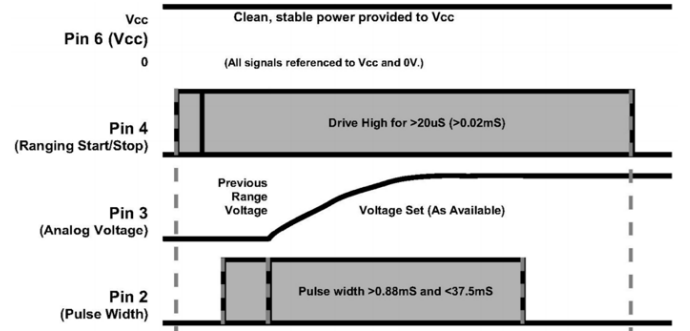 Vcc
Clean, stable power provided to Vcc
Pin 6 (Vcc)
0
(All signals referenced to Vcc and 0V.)
Pin 4
(Ranging Start/Stop)
Drive High for >20uS (>0.02mS)
Previous
Range
Voltage
Pin 3
(Analog Voltage)
Voltage Set (As Available)
Pin 2
(Pulse Width)
Pulse width >0.88mS and <37.5mS